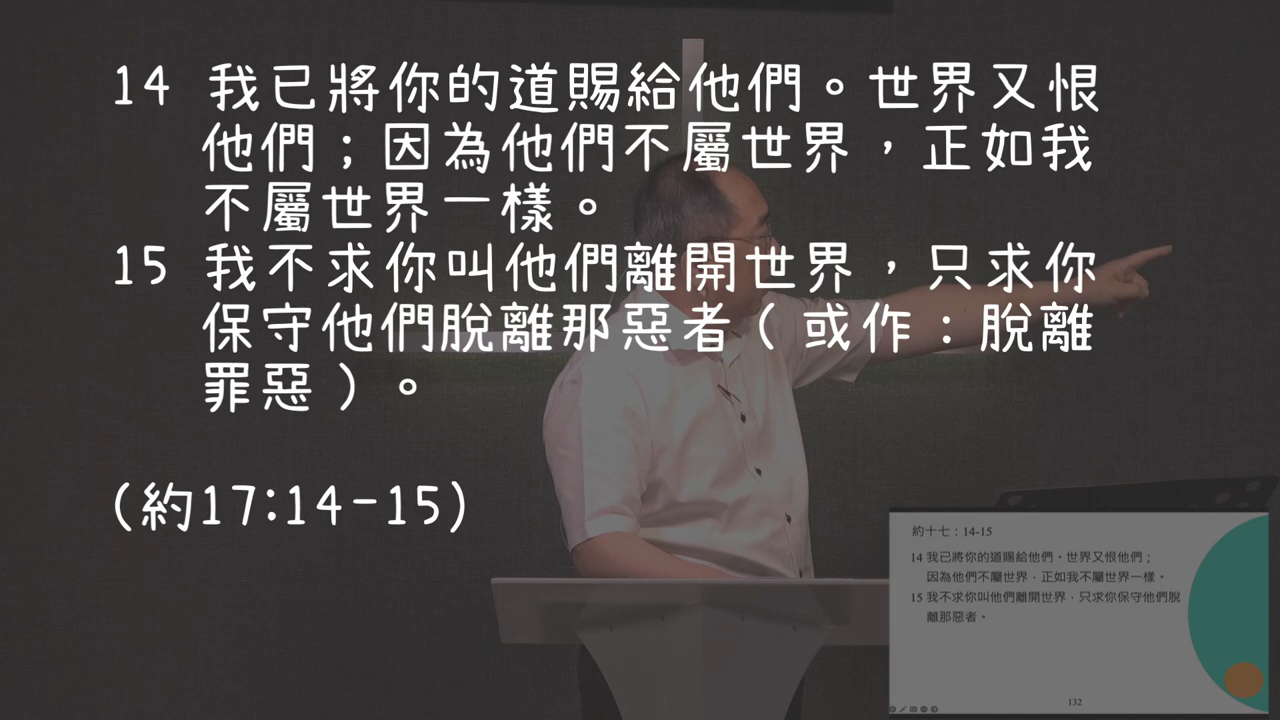 14 我已將你的道賜給他們。世界又恨
他們；因為他們不屬世界，正如我
不屬世界一樣。
15 我不求你叫他們離開世界，只求你
保守他們脫離那惡者（或作：脫離
罪惡）。
(約17:14-15)
約十七：14-15
14 我已將你的道賜給他們。世界又恨他們；
因為他們不屬世界，正如我不屬世界一樣。
15 我不求你叫他們離開世界，只求你保守他們脫
離那惡者。
132